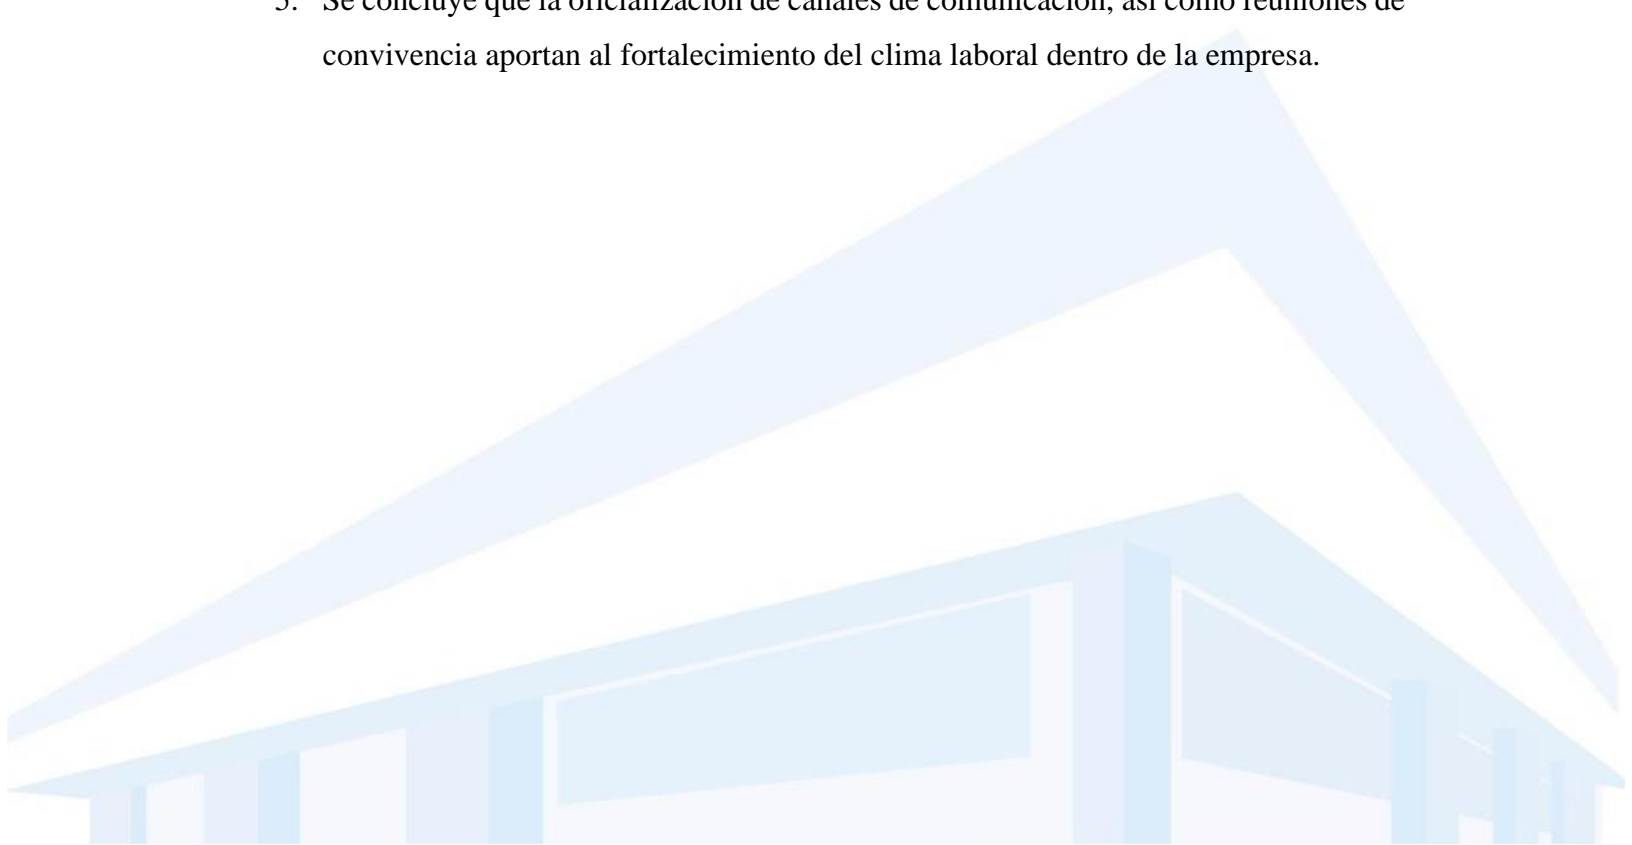 Se concluye que la oficialización de canales de comunicación, así como reuniones de
convivencia aportan al fortalecimiento del clima laboral dentro de la empresa.